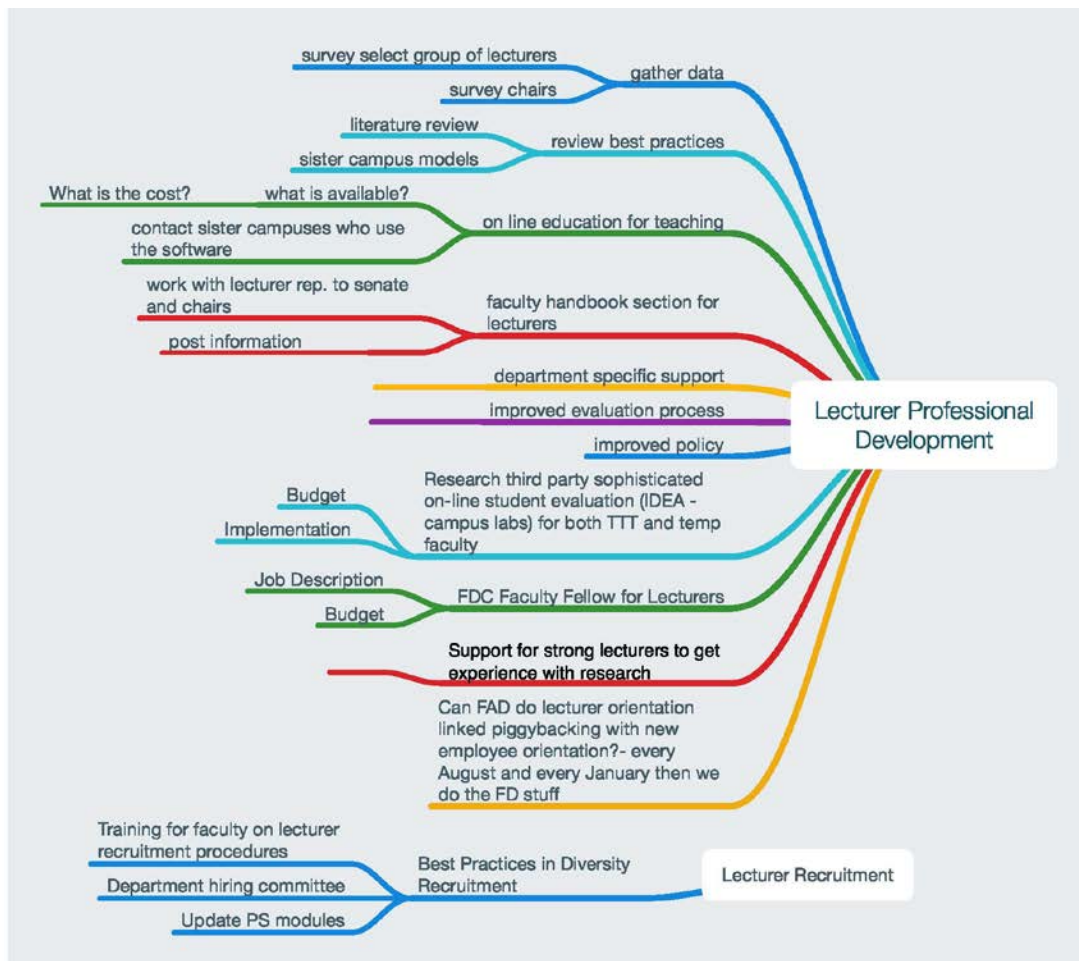 survey select group of lecturers
survey chairs
gather data
literature review
sister campus models
review best practices
What is the cost?
what is available?
contact sister campuses who use
the software
on line education for teaching
work with lecturer rep. to senate
and chairs
post information
faculty handbook section for
lecturers
department specific support
improved evaluation process
improved policy
Lecturer Professional
Development
Budget
Implementation
Research third party sophisticated
on-line student evaluation (IDEA -
campus labs) for both TTT and temp
faculty
Job Description
Budget
FDC Faculty Fellow for Lecturers
Support for strong lecturers to get
experience with research
Can FAD do lecturer orientation
linked piggybacking with new
employee orientation?- every
August and every January then we
do the FD stuff
Training for faculty on lecturer
recruitment procedures
Department hiring committee
Update PS modules
Best Practices in Diversity
Recruitment
Lecturer Recruitment